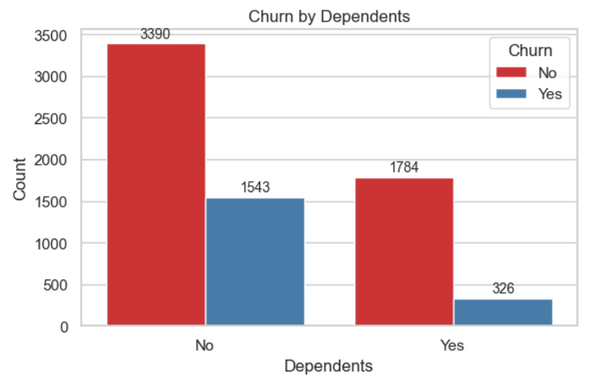 Churn by Dependents
3500
3000
2500
2000
1500
1000
500
0
Count
3390
1543
1784
326
Churn
No
Yes
No
Yes
Dependents